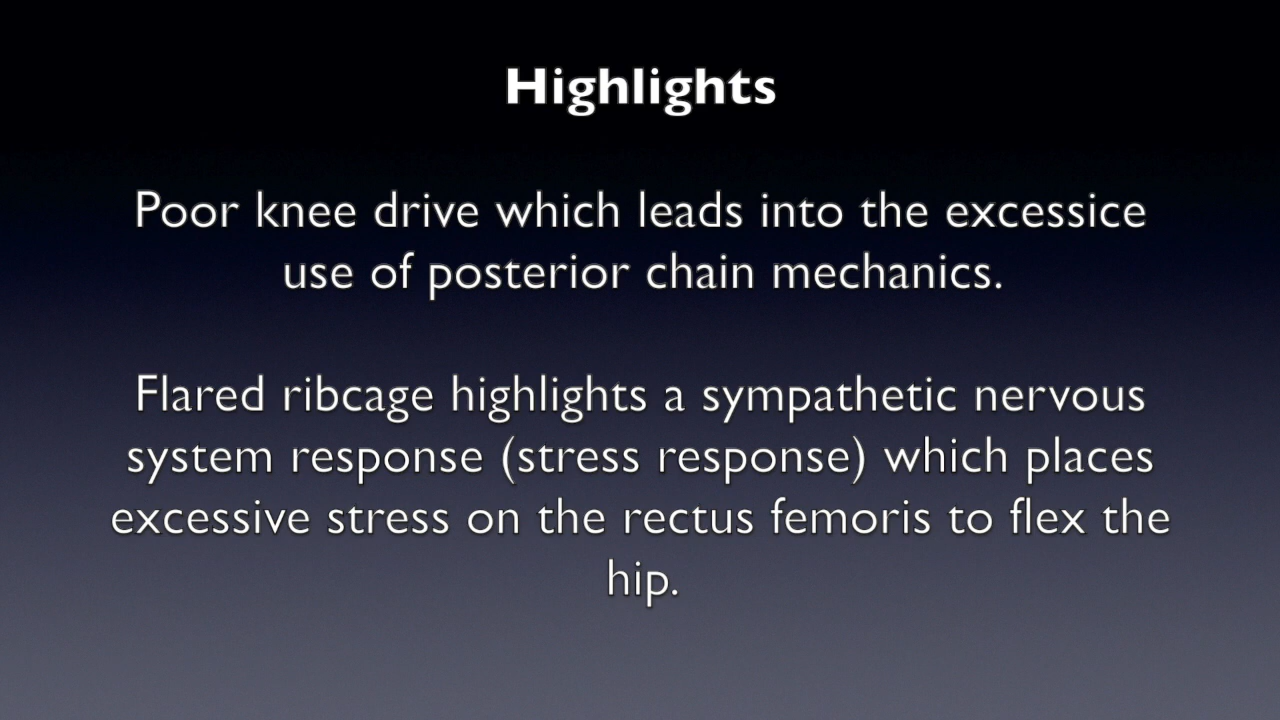 Highlights
Poor knee drive which leads into the excessice
use of posterior chain mechanics.
Flared ribcage highlights a sympathetic nervous
system response (stress response) which places
excessive stress on the rectus femoris to flex the
hip.